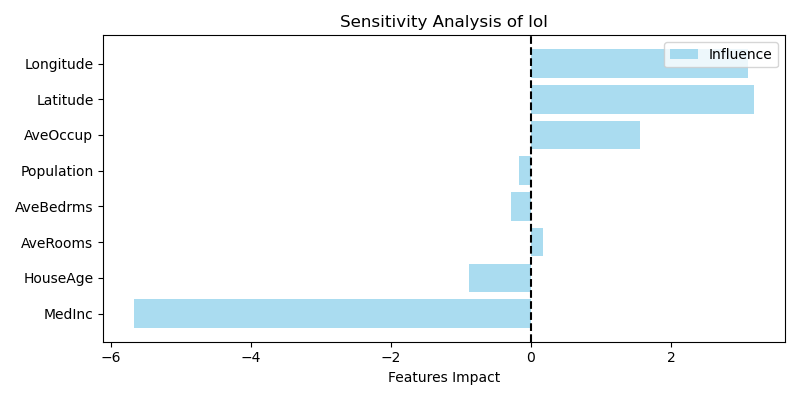 Sensitivity Analysis of IoI
Influence
Longitude
Latitude
AveOccup
Population
AveBedrms
AveRooms
HouseAge
MedInc
−6 −4 −2 0 2
Features Impact